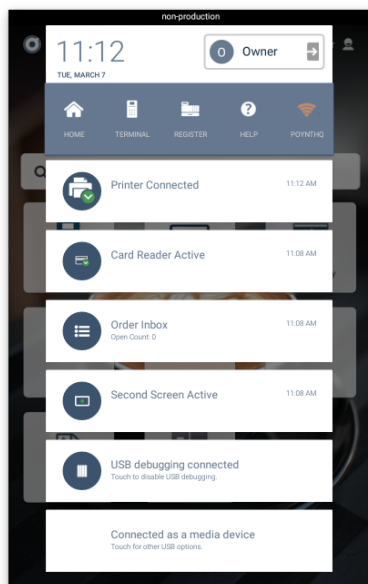 non-production
11:12
TUE, MARCH 7
O Owner
HOME TERMINAL REGISTER HELP POYNTHQ
Printer Connected 11:12 AM
Card Reader Active 11:08 AM
Order Inbox 11:08 AM
Open Count: 0
Second Screen Active 11:08 AM
USB debugging connected
Touch to disable USB debugging.
Connected as a media device
Touch for other USB options.